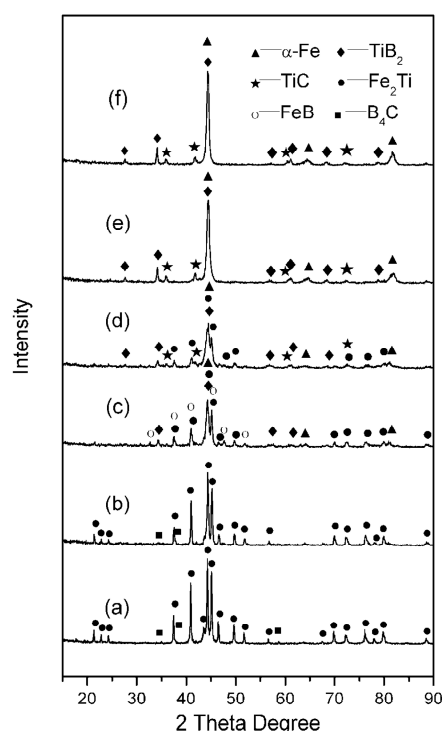 (f)
α-Fe
TiB2
TiC
Fe2Ti
FeB
B4C
(e)
(d)
(c)
(b)
(a)
Intensity
20 30 40 50 60 70 80 90
2 Theta Degree